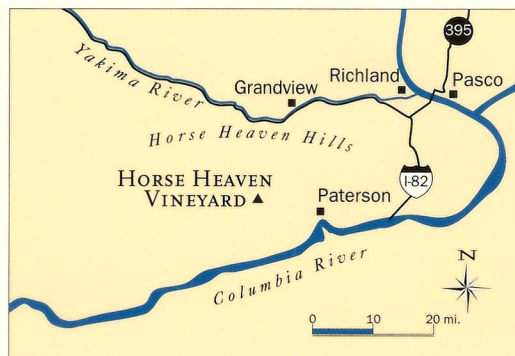 395
Yakima River
Grandview
Richland
Pasco
Horse Heaven Hills
HORSE HEAVEN
VINEYARD
I-82
Paterson
Columbia River
N
0 10 20 mi.